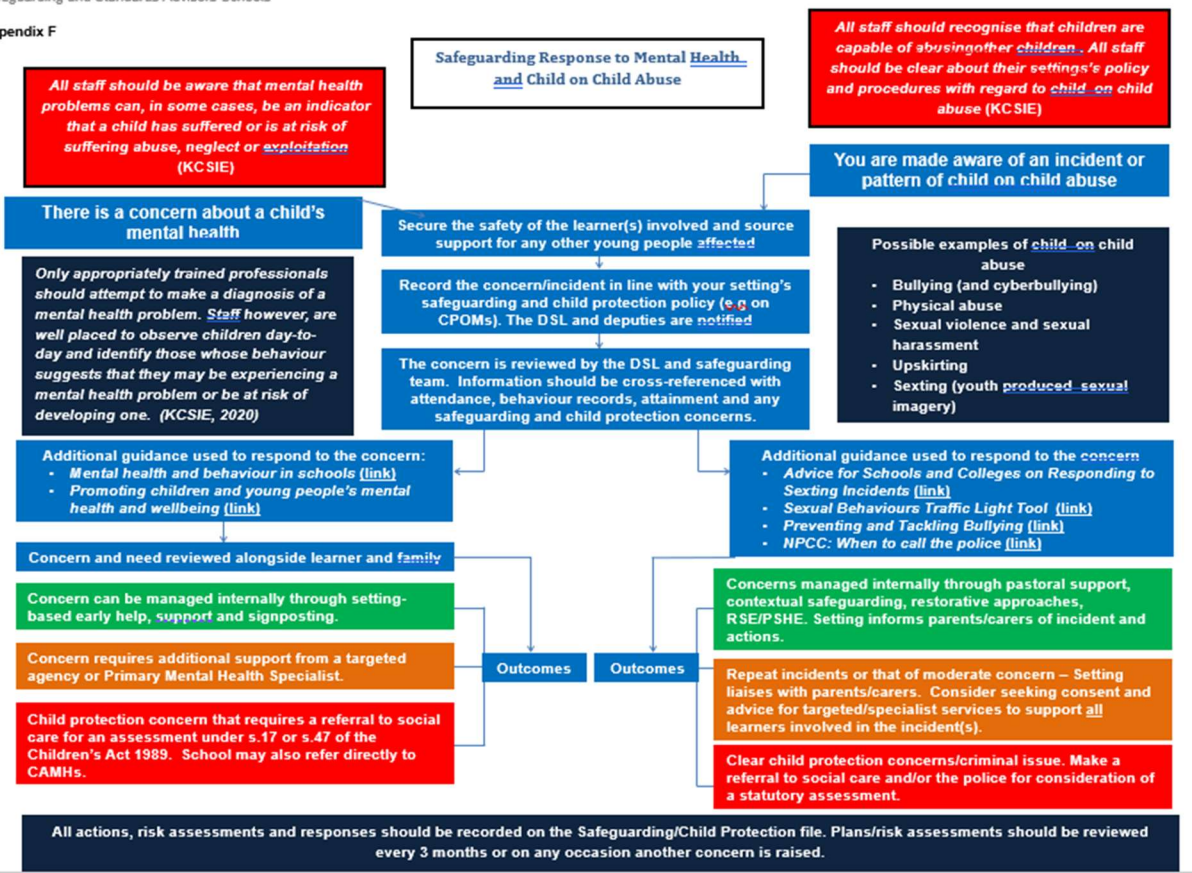 Safeguarding and Standards Advisors: Schools
pendix F
Safeguarding Response to Mental Health
and Child on Child Abuse
All staff should be aware that mental health
problems can, in some cases, be an indicator
that a child has suffered or is at risk of
suffering abuse, neglect or exploitation
(KCSIE)
All staff should recognise that children are
capable of abusingother children . All staff
should be clear about their settings's policy
and procedures with regard to child on child
abuse (KCSIE)
You are made aware of an incident or
pattern of child on child abuse
There is a concern about a child's
mental health
Secure the safety of the learner(s) involved and source
support for any other young people affected
Only appropriately trained professionals
should attempt to make a diagnosis of a
mental health problem. Staff however, are
well placed to observe children day-to-
day and identify those whose behaviour
suggests that they may be experiencing a
mental health problem or be at risk of
developing one. (KCSIE, 2020)
Record the concern/incident in line with your setting's
safeguarding and child protection policy (e.g on
CPOMs). The DSL and deputies are notified
The concern is reviewed by the DSL and safeguarding
team. Information should be cross-referenced with
attendance, behaviour records, attainment and any
safeguarding and child protection concerns.
Possible examples of child on child
abuse
• Bullying (and cyberbullying)
• Physical abuse
• Sexual violence and sexual
harassment
• Upskirting
• Sexting (youth produced sexual
imagery)
Additional guidance used to respond to the concern:
• Mental health and behaviour in schools (link)
• Promoting children and young people's mental
health and wellbeing (link)
Additional guidance used to respond to the concern
• Advice for Schools and Colleges on Responding to
Sexting Incidents (link)
• Sexual Behaviours Traffic Light Tool (link)
• Preventing and Tackling Bullying (link)
• NPCC: When to call the police (link)
Concern and need reviewed alongside learner and family
Concern can be managed internally through setting-
based early help, support and signposting.
Concern requires additional support from a targeted
agency or Primary Mental Health Specialist.
Child protection concern that requires a referral to social
care for an assessment under s.17 or s.47 of the
Children's Act 1989. School may also refer directly to
CAMHs.
Outcomes
Outcomes
Concerns managed internally through pastoral support,
contextual safeguarding, restorative approaches,
RSE/PSHE. Setting informs parents/carers of incident and
actions.
Repeat incidents or that of moderate concern – Setting
liaises with parents/carers. Consider seeking consent and
advice for targeted/specialist services to support all
learners involved in the incident(s).
Clear child protection concerns/criminal issue. Make a
referral to social care and/or the police for consideration of
a statutory assessment.
All actions, risk assessments and responses should be recorded on the Safeguarding/Child Protection file. Plans/risk assessments should be reviewed
every 3 months or on any occasion another concern is raised.